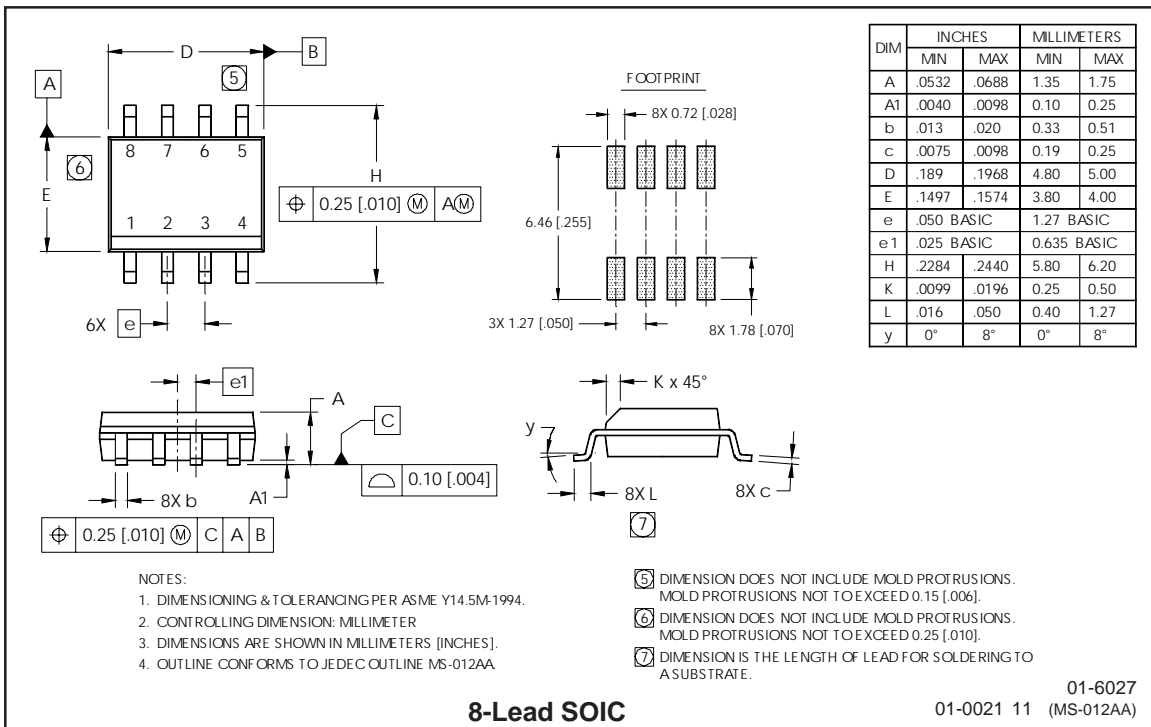 D
B
5
A
8 7 6 5
6
E
H
⌖ 0.25 [.010] Ⓜ AⓂ
1 2 3 4
6X e
FOOTPRINT
8X 0.72 [.028]
6.46 [.255]
3X 1.27 [.050]
8X 1.78 [.070]
DIM INCHES MILLIMETERS
MIN MAX MIN MAX
A .0532 .0688 1.35 1.75
A1 .0040 .0098 0.10 0.25
b .013 .020 0.33 0.51
c .0075 .0098 0.19 0.25
D .189 .1968 4.80 5.00
E .1497 .1574 3.80 4.00
e .050 BASIC 1.27 BASIC
e1 .025 BASIC 0.635 BASIC
H .2284 .2440 5.80 6.20
K .0099 .0196 0.25 0.50
L .016 .050 0.40 1.27
y 0° 8° 0° 8°
e1
A
C
⌓ 0.10 [.004]
8X b
A1
⌖ 0.25 [.010] Ⓜ C A B
K x 45°
y
8X L
7
8X c
NOTES:
1. DIMENSIONING & TOLERANCING PER ASME Y14.5M-1994.
2. CONTROLLING DIMENSION: MILLIMETER
3. DIMENSIONS ARE SHOWN IN MILLIMETERS [INCHES].
4. OUTLINE CONFORMS TO JEDEC OUTLINE MS-012AA.
5 DIMENSION DOES NOT INCLUDE MOLD PROTRUSIONS.
MOLD PROTRUSIONS NOT TO EXCEED 0.15 [.006].
6 DIMENSION DOES NOT INCLUDE MOLD PROTRUSIONS.
MOLD PROTRUSIONS NOT TO EXCEED 0.25 [.010].
7 DIMENSION IS THE LENGTH OF LEAD FOR SOLDERING TO
A SUBSTRATE.
8-Lead SOIC
01-6027
01-0021 11 (MS-012AA)